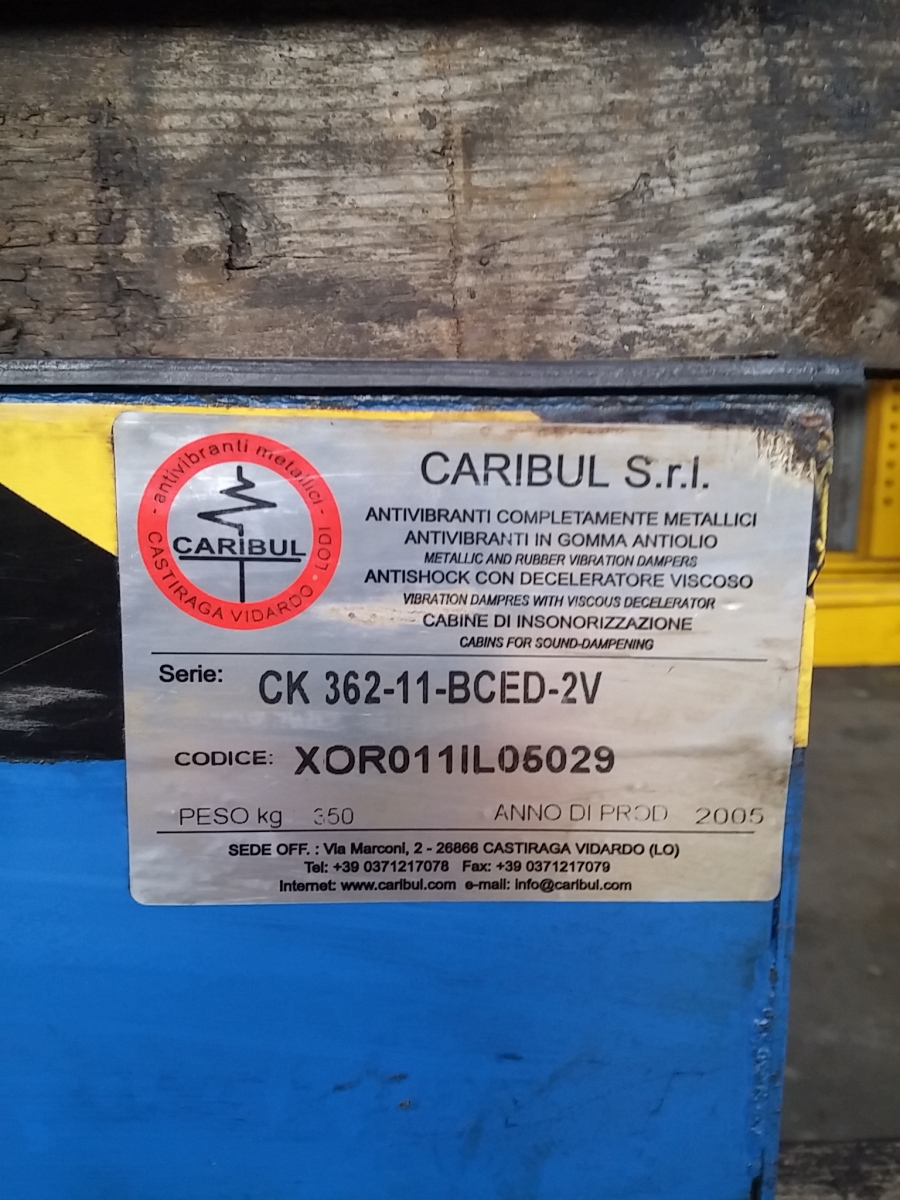 - antivibranti metallici -
CARIBUL
CASTIRAGA VIDARDO • LODI
CARIBUL S.r.l.
ANTIVIBRANTI COMPLETAMENTE METALLICI
ANTIVIBRANTI IN GOMMA ANTIOLIO
METALLIC AND RUBBER VIBRATION DAMPERS
ANTISHOCK CON DECELERATORE VISCOSO
VIBRATION DAMPRES WITH VISCOUS DECELERATOR
CABINE DI INSONORIZZAZIONE
CABINS FOR SOUND-DAMPENING
Serie: CK 362-11-BCED-2V
CODICE: XOR011IL05029
PESO kg 350 ANNO DI PROD 2005
SEDE OFF. : Via Marconi, 2 - 26866 CASTIRAGA VIDARDO (LO)
Tel: +39 0371217078 Fax: +39 0371217079
Internet: www.caribul.com e-mail: info@caribul.com